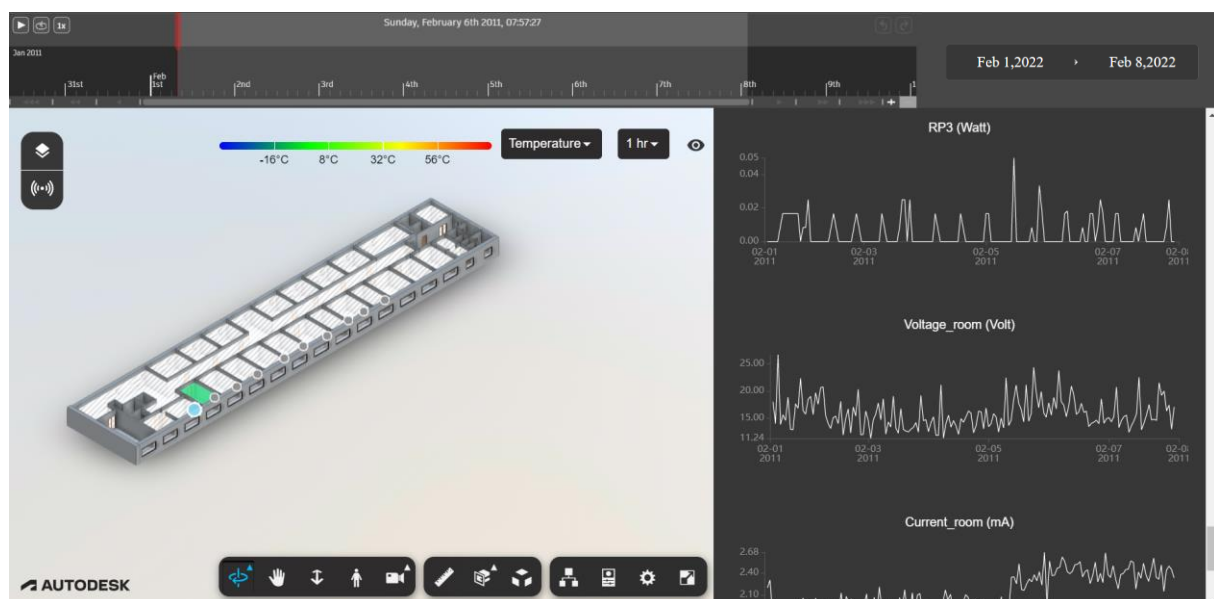 1x
Sunday, February 6th 2011, 07:57:27
Jan 2011
31st
Feb
1st
2nd
3rd
4th
5th
6th
7th
8th
9th
Feb 1,2022
Feb 8,2022
-16°C 8°C 32°C 56°C
Temperature
1 hr
RP3 (Watt)
0.05
0.04
0.02
0.00
02-01 02-03 02-05 02-07
2011 2011 2011 2011 2011
Voltage_room (Volt)
25.00
20.00
15.00
11.24
02-01 02-03 02-05 02-07
2011 2011 2011 2011 2011
Current_room (mA)
2.68
2.40
2.10
AUTODESK